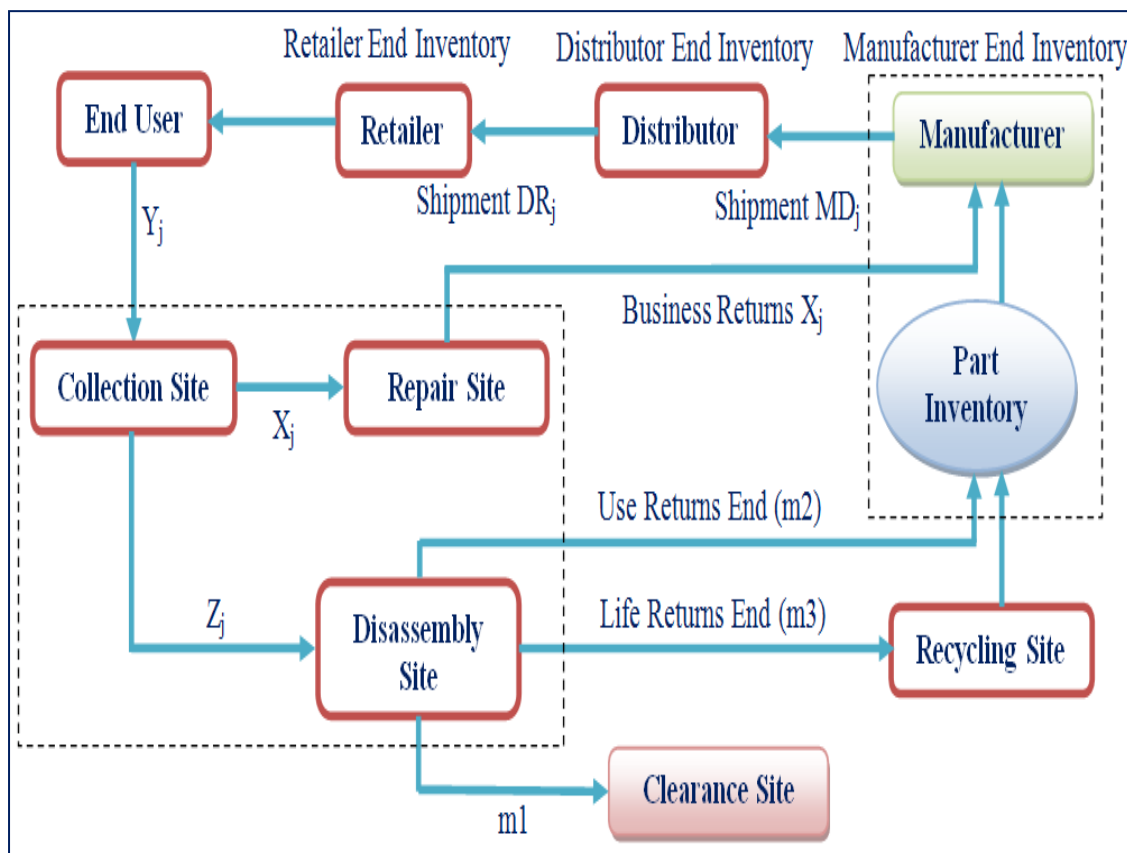 Retailer End Inventory
Distributor End Inventory
Manufacturer End Inventory
End User
Retailer
Distributor
Manufacturer
Shipment DRj
Shipment MDj
Yj
Business Returns Xj
Collection Site
Repair Site
Part
Inventory
Xj
Use Returns End (m2)
Zj
Disassembly
Site
Life Returns End (m3)
Recycling Site
Clearance Site
m1